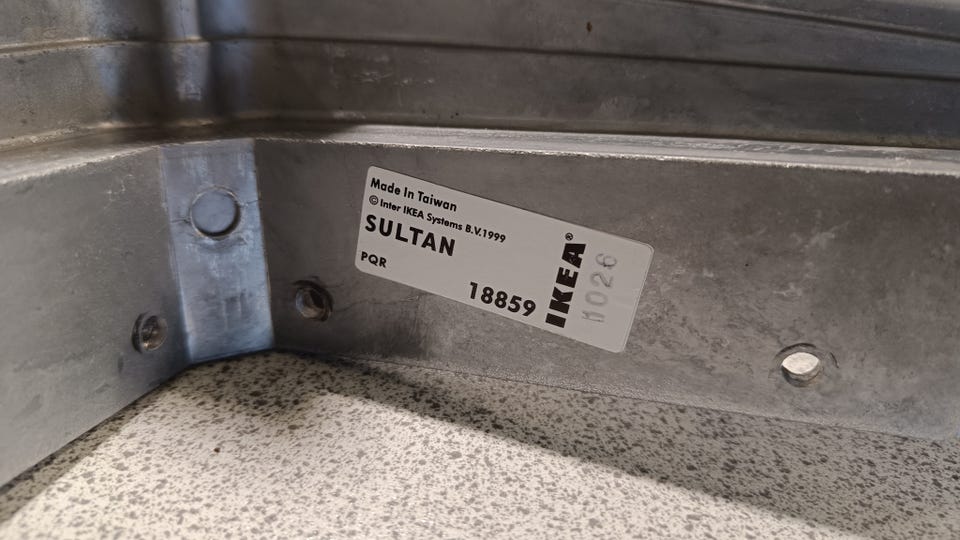 Made In Taiwan
© Inter IKEA Systems B.V.1999
SULTAN
PQR
18859
IKEA®
1026